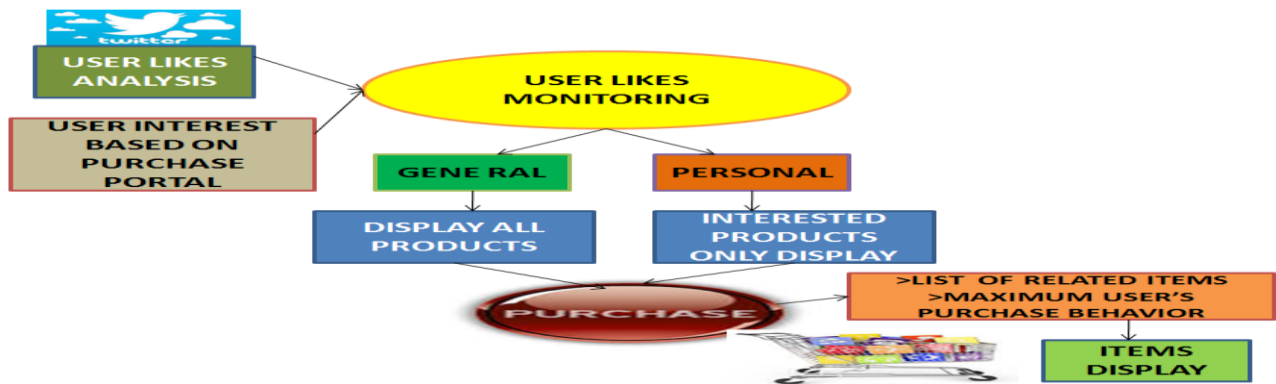 twitter
USER LIKES
ANALYSIS
USER INTEREST
BASED ON
PURCHASE
PORTAL
USER LIKES
MONITORING
GENE RAL
PERSONAL
DISPLAY ALL
PRODUCTS
INTERESTED
PRODUCTS
ONLY DISPLAY
PURCHASE
>LIST OF RELATED ITEMS
>MAXIMUM USER'S
PURCHASE BEHAVIOR
ITEMS
DISPLAY